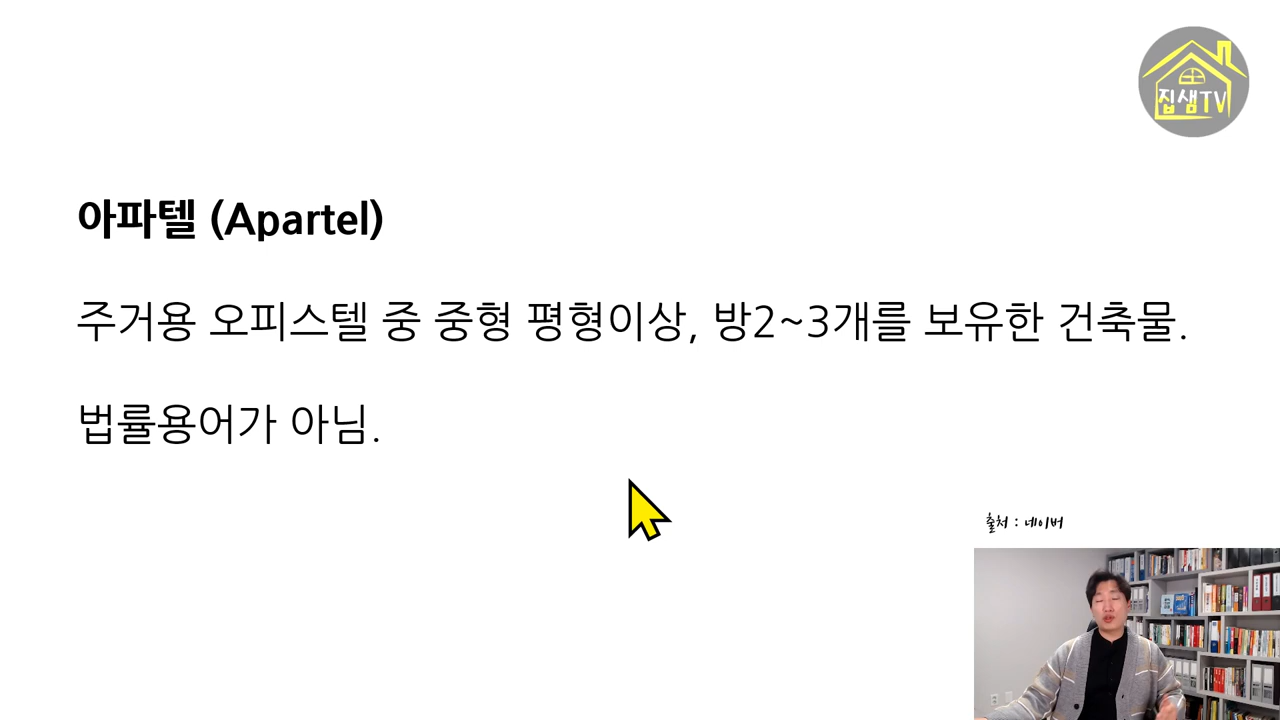 집샘TV
아파텔 (Apartel)
주거용 오피스텔 중 중형 평형이상, 방2~3개를 보유한 건축물.
법률용어가 아님.
출처 : 네이버